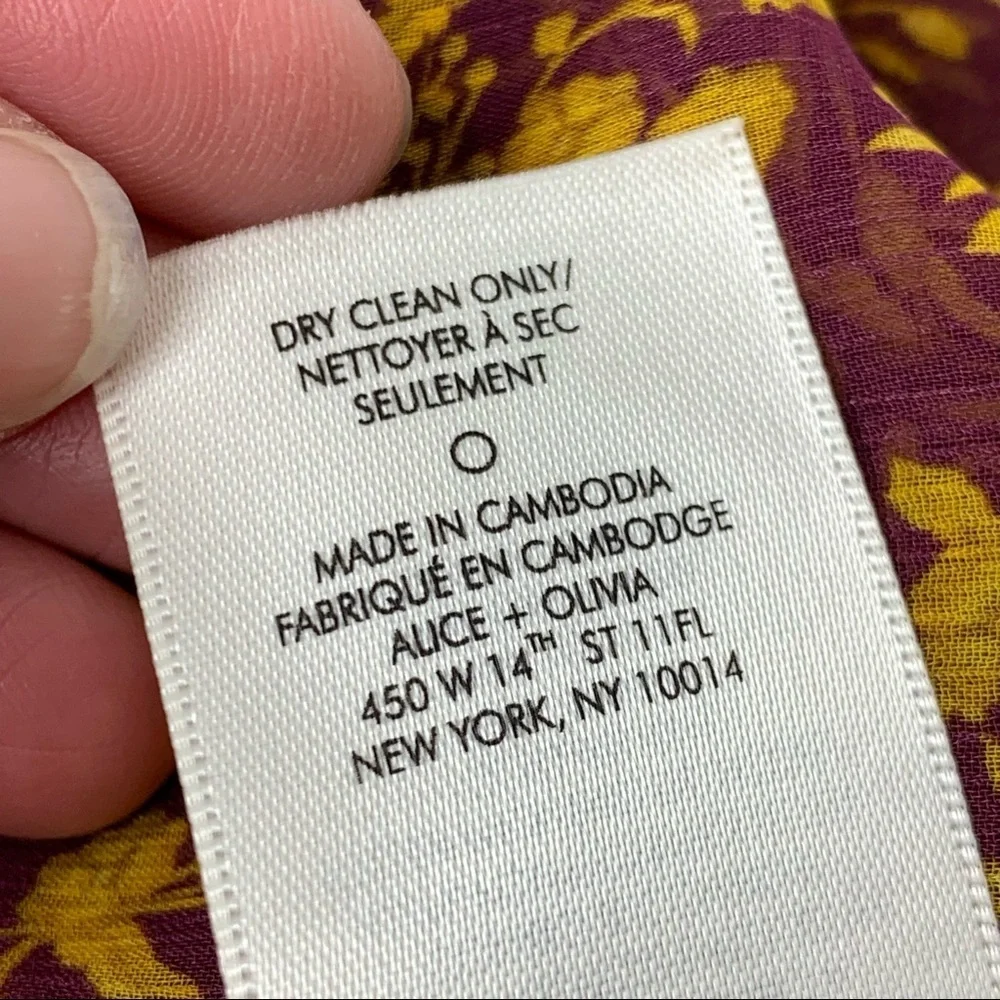 DRY CLEAN ONLY/
NETTOYER À SEC
SEULEMENT
MADE IN CAMBODIA
FABRIQUÉ EN CAMBODGE
ALICE + OLIVIA
450 W 14TH ST 11FL
NEW YORK, NY 10014